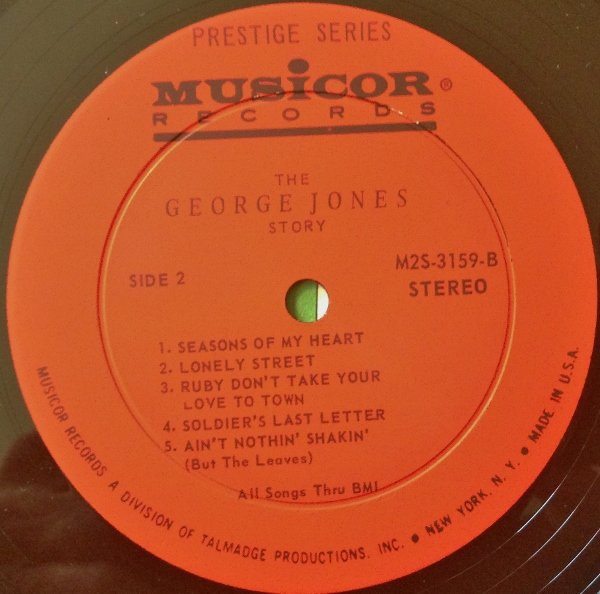 PRESTIGE SERIES
MUSICOR®
RECORDS
THE
GEORGE JONES
STORY
SIDE 2
M2S-3159-B
STEREO
1. SEASONS OF MY HEART
2. LONELY STREET
3. RUBY DON'T TAKE YOUR
LOVE TO TOWN
4. SOLDIER'S LAST LETTER
5. AIN'T NOTHIN' SHAKIN'
(But The Leaves)
All Songs Thru BMI
MUSICOR RECORDS A DIVISION OF TALMADGE PRODUCTIONS, INC. • NEW YORK, N. Y. • MADE IN U.S.A.